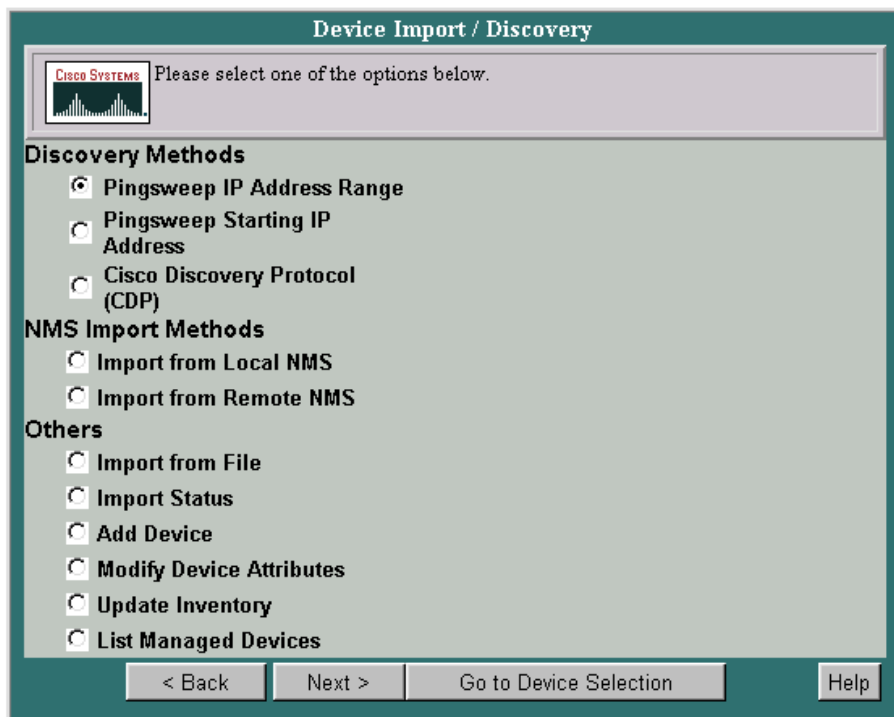 Device Import / Discovery
CISCO SYSTEMS
Please select one of the options below.
Discovery Methods
Pingsweep IP Address Range
Pingsweep Starting IP
Address
Cisco Discovery Protocol
(CDP)
NMS Import Methods
Import from Local NMS
Import from Remote NMS
Others
Import from File
Import Status
Add Device
Modify Device Attributes
Update Inventory
List Managed Devices
< Back
Next >
Go to Device Selection
Help